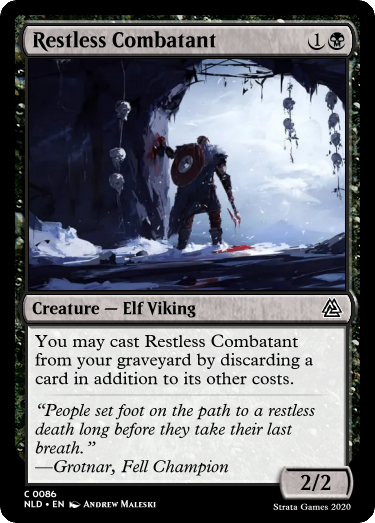 Restless Combatant 1
Creature — Elf Viking
You may cast Restless Combatant
from your graveyard by discarding a
card in addition to its other costs.
“People set foot on the path to a restless
death long before they take their last
breath.”
—Grotnar, Fell Champion
2/2
C 0086
NLD • EN Andrew Maleski
Strata Games 2020